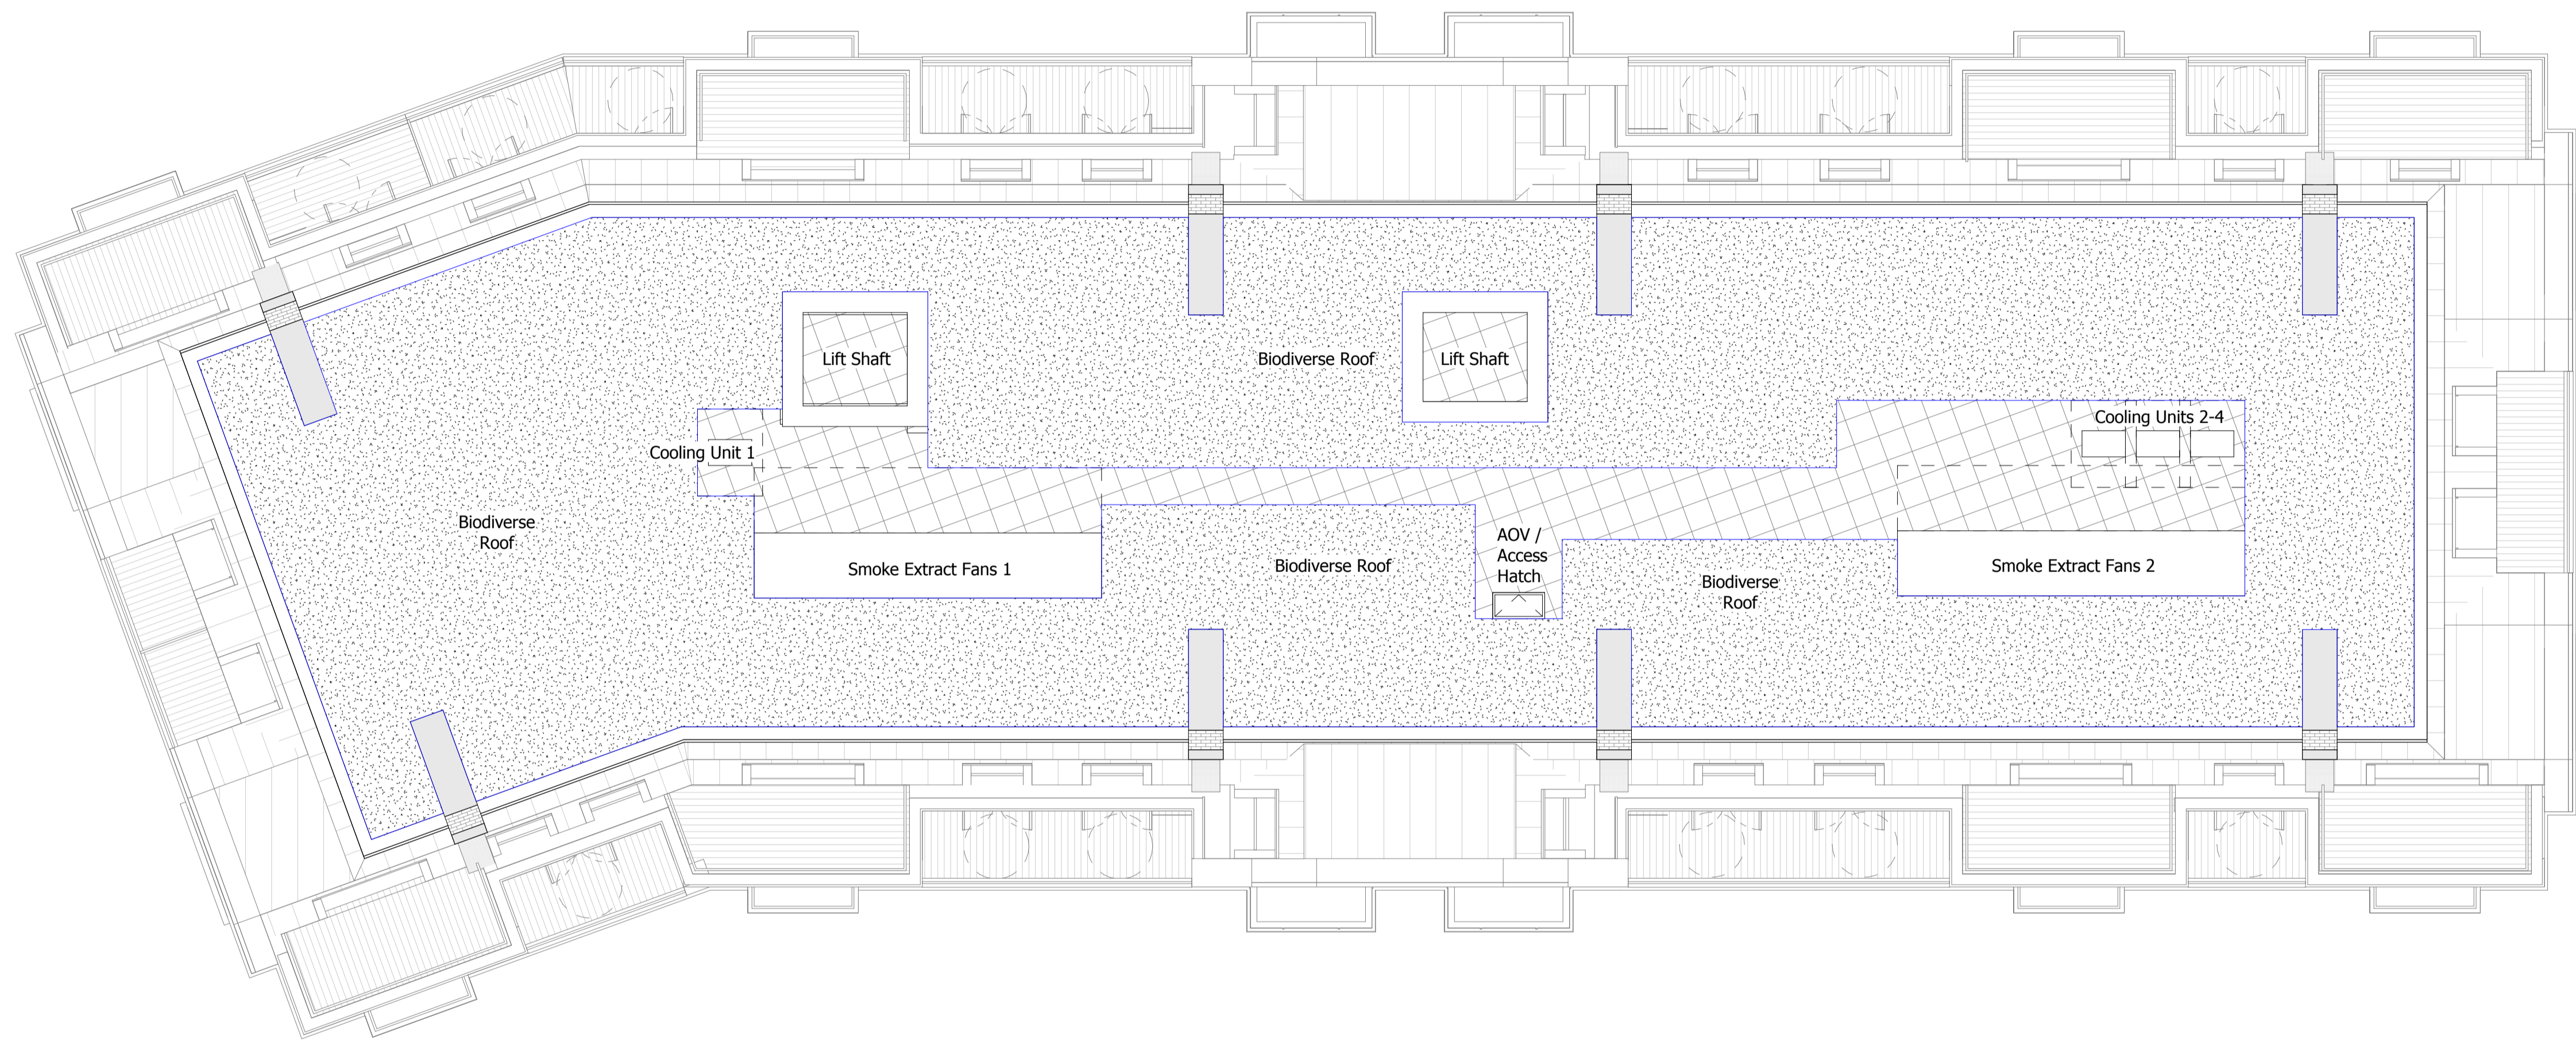 Lift Shaft
Biodiverse Roof
Lift Shaft
Cooling Units 2-4
Cooling Unit 1
Biodiverse
Roof
AOV /
Access
Hatch
Smoke Extract Fans 1
Biodiverse Roof
Biodiverse
Roof
Smoke Extract Fans 2